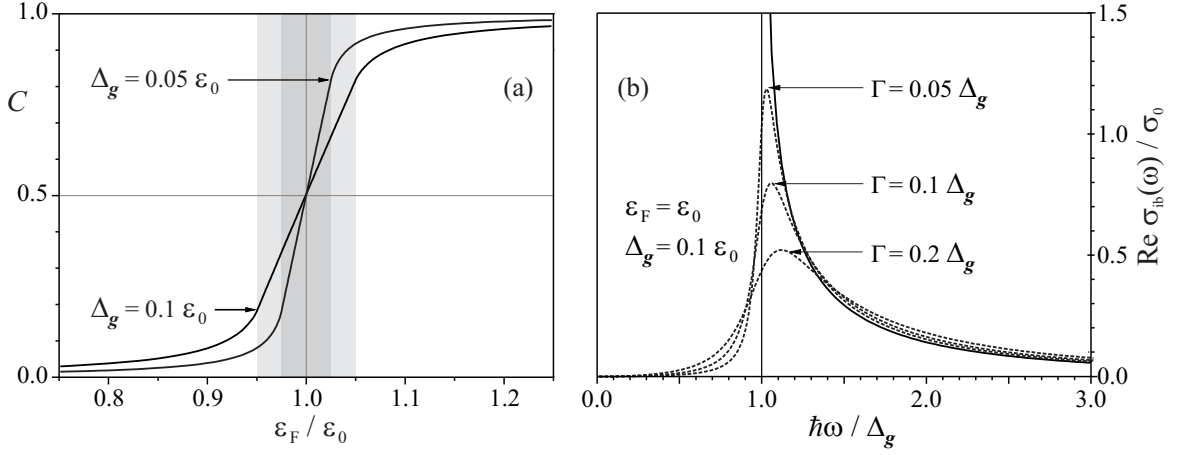 1.0
0.5
0.0
C
Δg = 0.05 ε0
(a)
Δg = 0.1 ε0
0.8
0.9
1.0
1.1
1.2
εF / ε0
(b)
Γ = 0.05 Δg
Γ = 0.1 Δg
εF = ε0
Δg = 0.1 ε0
Γ = 0.2 Δg
1.5
1.0
0.5
0.0
Re σib(ω) / σ0
0.0
1.0
2.0
3.0
ħω / Δg